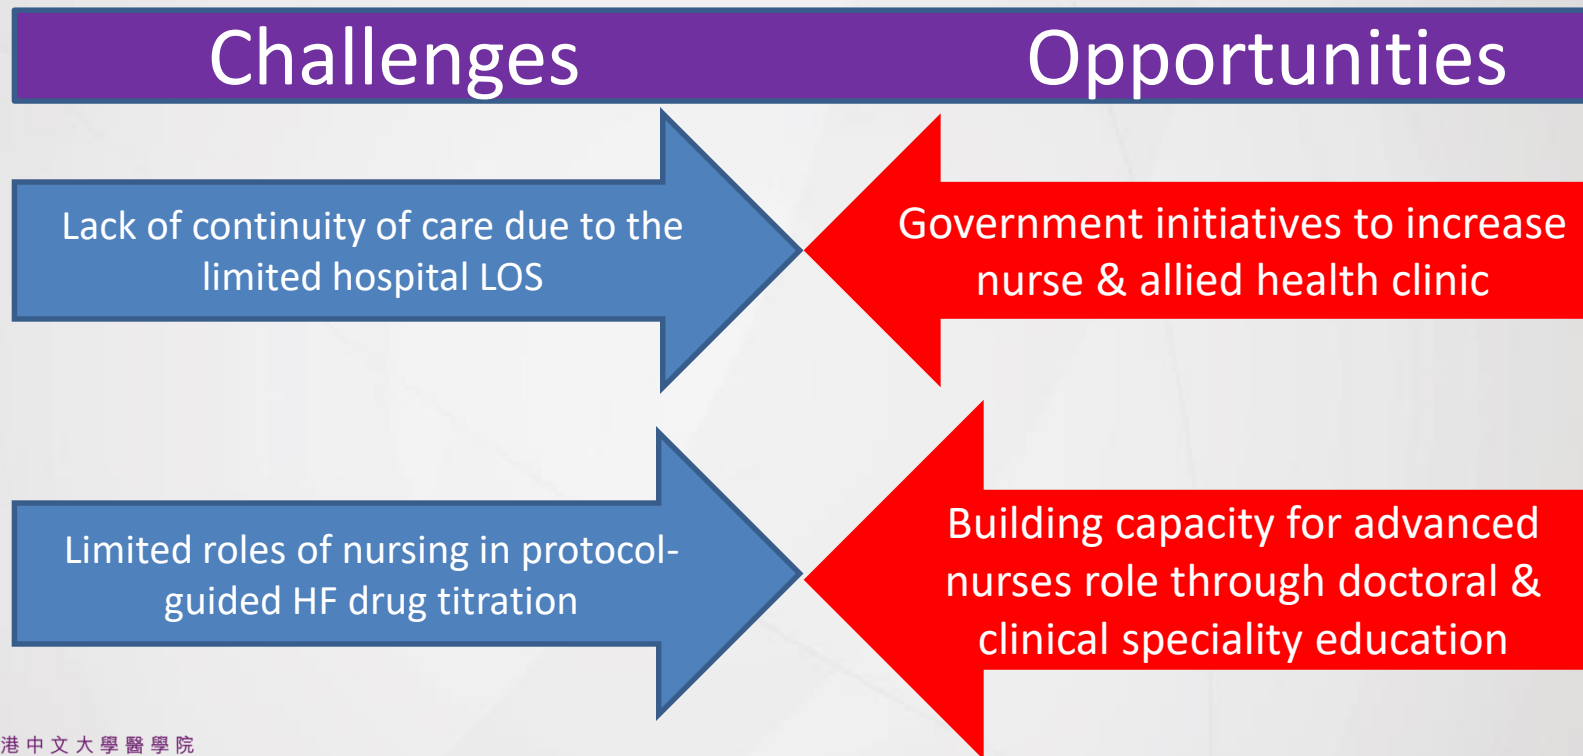 Challenges
Opportunities
Lack of continuity of care due to the
limited hospital LOS
Government initiatives to increase
nurse & allied health clinic
Limited roles of nursing in protocol-
guided HF drug titration
Building capacity for advanced
nurses role through doctoral &
clinical speciality education
港中文大學醫學院